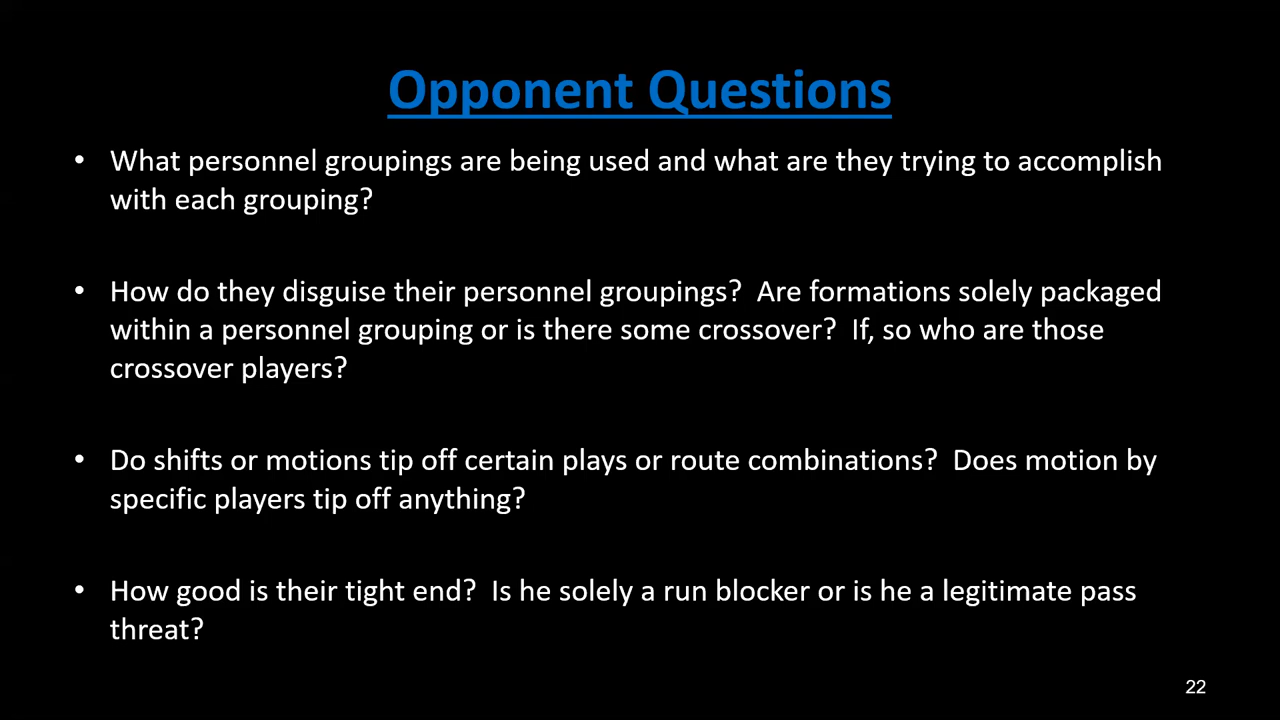 Opponent Questions
• What personnel groupings are being used and what are they trying to accomplish
with each grouping?
• How do they disguise their personnel groupings?  Are formations solely packaged
within a personnel grouping or is there some crossover?  If, so who are those
crossover players?
• Do shifts or motions tip off certain plays or route combinations?  Does motion by
specific players tip off anything?
• How good is their tight end?  Is he solely a run blocker or is he a legitimate pass
threat?
22